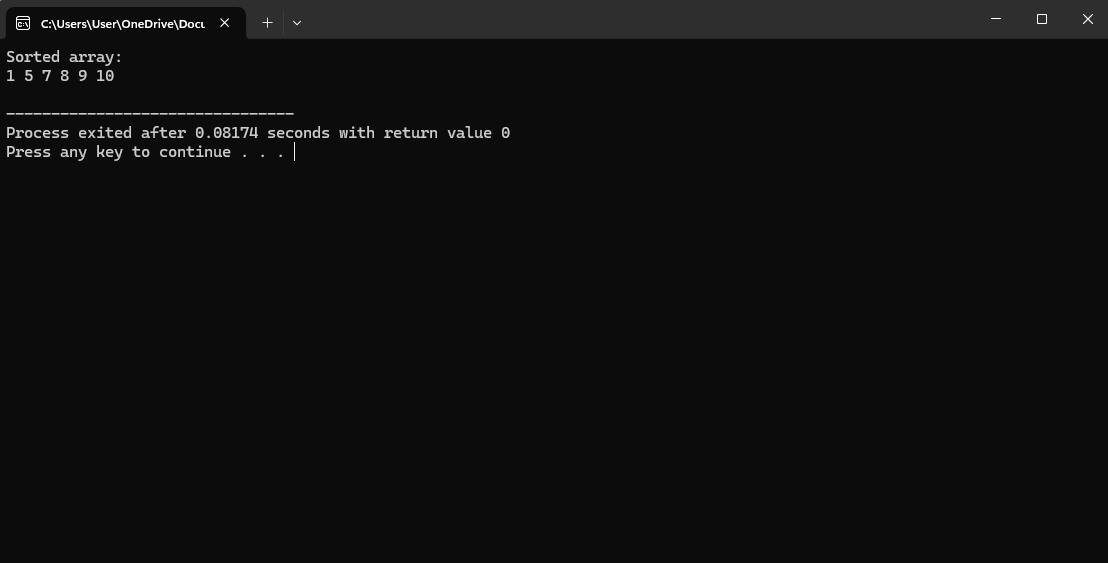 C:\Users\User\OneDrive\Docu
Sorted array:
1 5 7 8 9 10
--------------------------------
Process exited after 0.08174 seconds with return value 0
Press any key to continue . . .